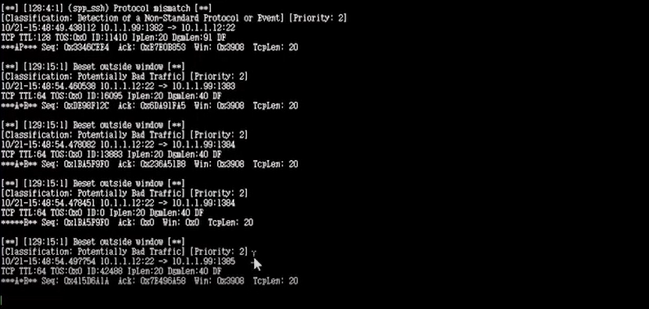 [**] [128:4:1] (spp_ssh) Protocol mismatch [**]
[Classification: Detection of a Non-Standard Protocol or Event] [Priority: 2]
10/21-15:48:49.438112 10.1.1.99:1382 -> 10.1.1.12:22
TCP TTL:128 TOS:0x0 ID:11410 IpLen:20 DgmLen:91 DF
***AP*** Seq: 0x3346CEE4 Ack: 0xE7B0B853 Win: 0x3908 TcpLen: 20
[**] [129:15:1] Reset outside window [**]
[Classification: Potentially Bad Traffic] [Priority: 2]
10/21-15:48:54.460538 10.1.1.12:22 -> 10.1.1.99:1383
TCP TTL:64 TOS:0x0 ID:16095 IpLen:20 DgmLen:40 DF
***A*R** Seq: 0xDE98F12C Ack: 0x6DA91FA5 Win: 0x3908 TcpLen: 20
[**] [129:15:1] Reset outside window [**]
[Classification: Potentially Bad Traffic] [Priority: 2]
10/21-15:48:54.478082 10.1.1.12:22 -> 10.1.1.99:1384
TCP TTL:64 TOS:0x0 ID:13883 IpLen:20 DgmLen:40 DF
***A*R** Seq: 0x1BA5F9F0 Ack: 0x236A51B8 Win: 0x3908 TcpLen: 20
[**] [129:15:1] Reset outside window [**]
[Classification: Potentially Bad Traffic] [Priority: 2]
10/21-15:48:54.478451 10.1.1.12:22 -> 10.1.1.99:1384
TCP TTL:64 TOS:0x0 ID:0 IpLen:20 DgmLen:40 DF
*****R** Seq: 0x1BA5F9F0 Ack: 0x0 Win: 0x0 TcpLen: 20
[**] [129:15:1] Reset outside window [**]
[Classification: Potentially Bad Traffic] [Priority: 2]
10.1.1.12:22 -> 10.1.1.99:1385
TCP TTL:64 TOS:0x0 ID:42488 IpLen:20 DgmLen:40 DF
***A*R** Seq: 0x415D6A1A Ack: 0x7E496A58 Win: 0x3908 TcpLen: 20